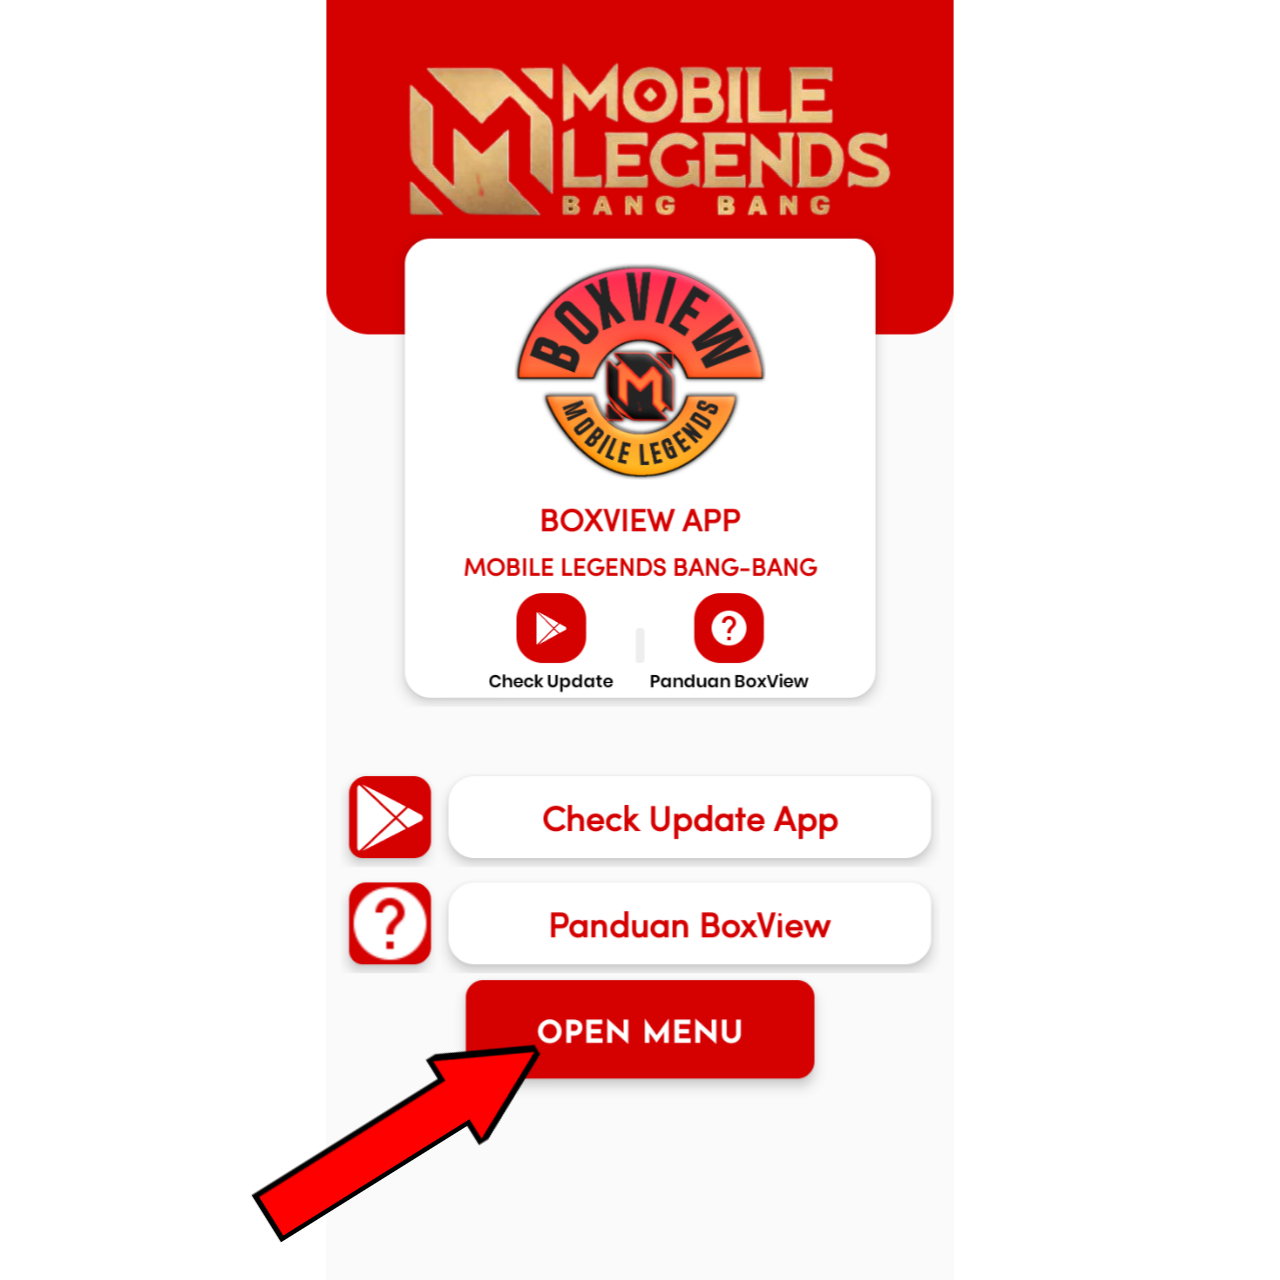 MOBILE
LEGENDS
BANG BANG
BOXVIEW
MOBILE LEGENDS
BOXVIEW APP
MOBILE LEGENDS BANG-BANG
Check Update
Panduan BoxView
Check Update App
Panduan BoxView
OPEN MENU